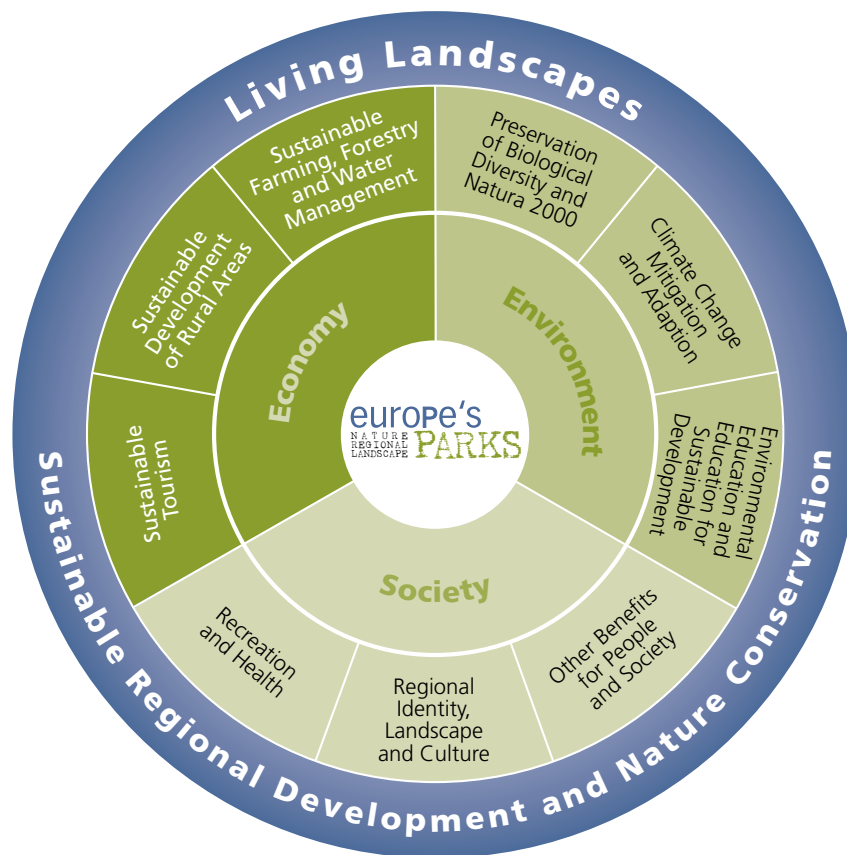 Living Landscapes
Sustainable
Farming, Forestry
and Water
Management
Preservation
of Biological
Diversity and
Natura 2000
Sustainable
Development
of Rural Areas
Climate Change
Mitigation
and Adaption
Economy
Environment
europe's
NATURE
REGIONAL
LANDSCAPE
PARKS
Sustainable
Tourism
Environmental
Education and
Education for
Sustainable
Development
Society
Recreation
and Health
Regional
Identity,
Landscape
and Culture
Other Benefits
for People
and Society
Sustainable Regional Development and Nature Conservation